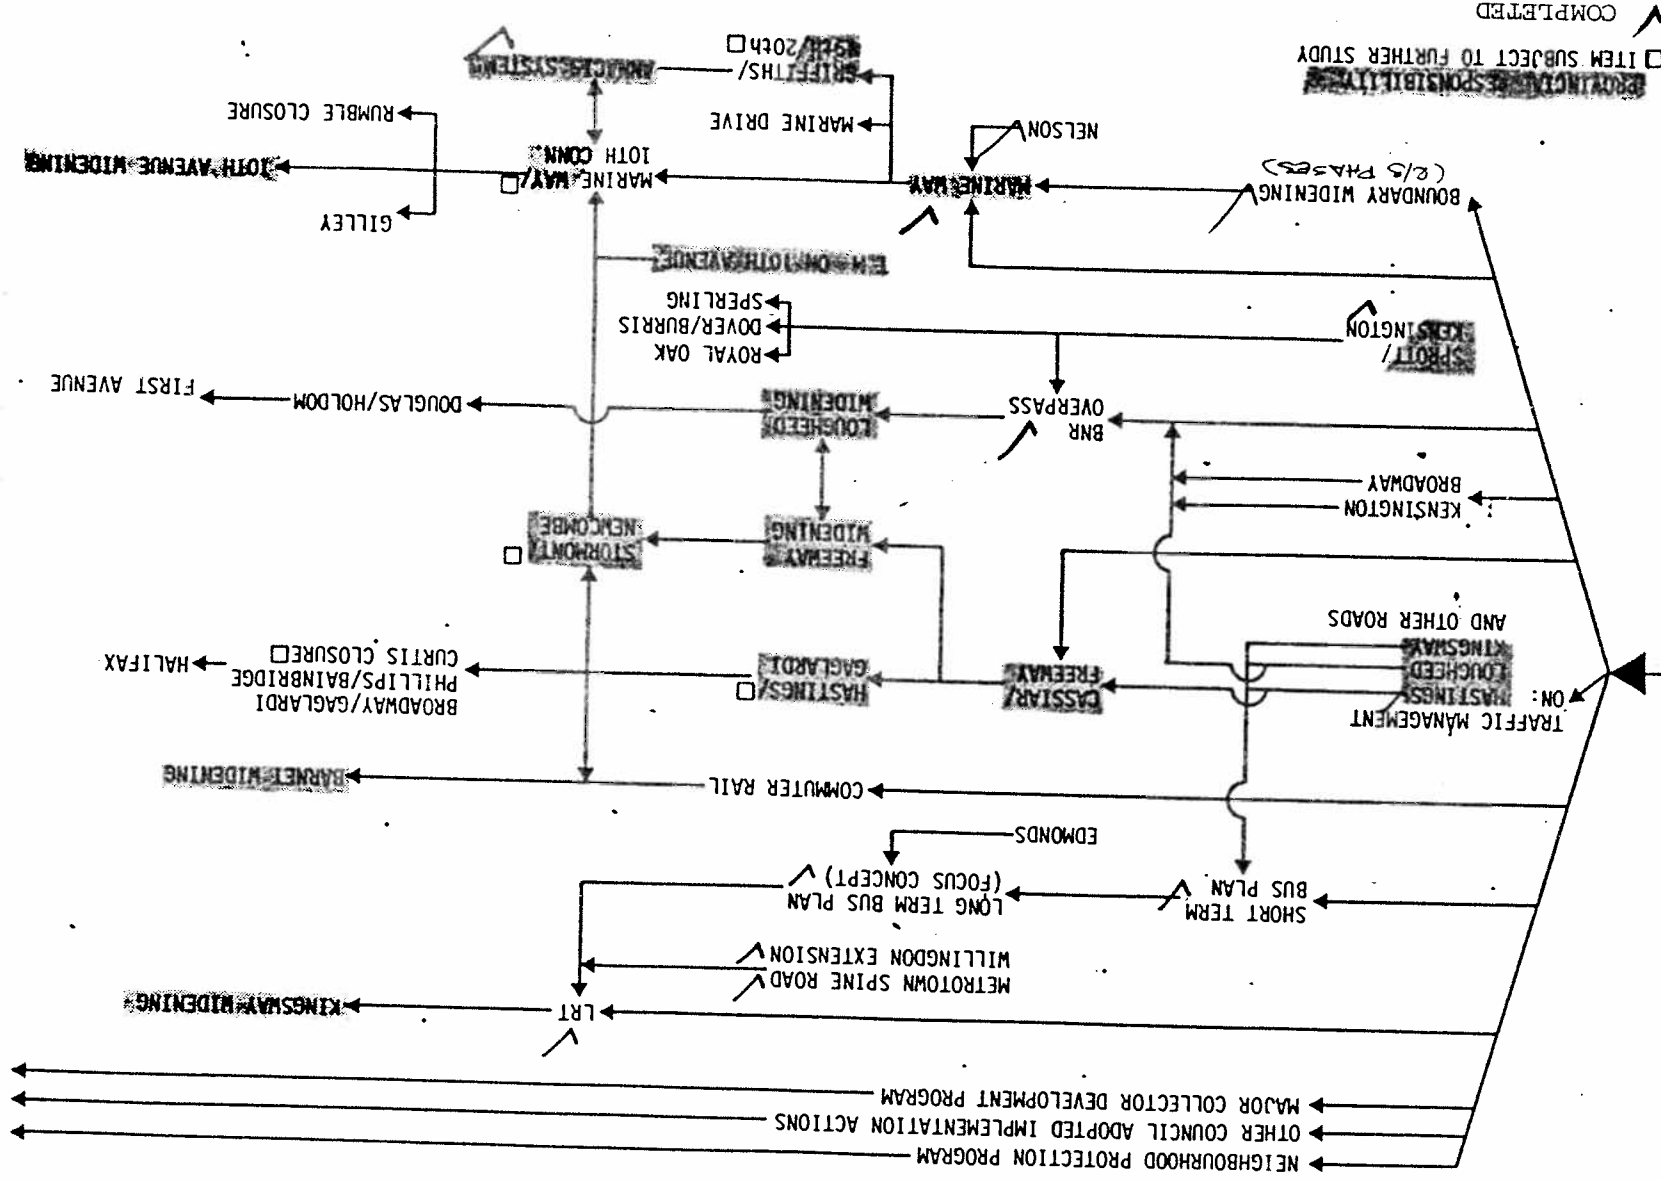 NEIGHBOURHOOD PROTECTION PROGRAM
OTHER COUNCIL ADOPTED IMPLEMENTATION ACTIONS
MAJOR COLLECTOR DEVELOPMENT PROGRAM
LRT
KINGSWAY WIDENING
METROTOWN SPINE ROAD
WILLINGDON EXTENSION
SHORT TERM
BUS PLAN
LONG TERM BUS PLAN
(FOCUS CONCEPT)
EDMONDS
COMMUTER RAIL
BARNET WIDENING
TRAFFIC MANAGEMENT
ON:
HASTINGS
LOUGHEED
KINGSWAY
AND OTHER ROADS
CASSIAR/
FREEWAY
HASTINGS/
GAGLARDI
BROADWAY/GAGLARDI
PHILLIPS/BAINBRIDGE
CURTIS CLOSURE
HALIFAX
FREEWAY
WIDENING
STORMONT
NEWCOMBE
KENSINGTON
BROADWAY
BNR
OVERPASS
LOUGHEED
WIDENING
DOUGLAS/HOLDOM
FIRST AVENUE
SPROTT/
KENSINGTON
ROYAL OAK
DOVER/BURRIS
SPERLING
ON 10TH AVENUE
BOUNDARY WIDENING
(2/3 PHASES)
MARINE WAY
NELSON
MARINE WAY/
10TH CONN.
GILLEY
10TH AVENUE WIDENING
RUMBLE CLOSURE
MARINE DRIVE
GRIFFITHS/
19th/20th
ANNACIS SYSTEM
PROVINCIAL RESPONSIBILITY
ITEM SUBJECT TO FURTHER STUDY
COMPLETED